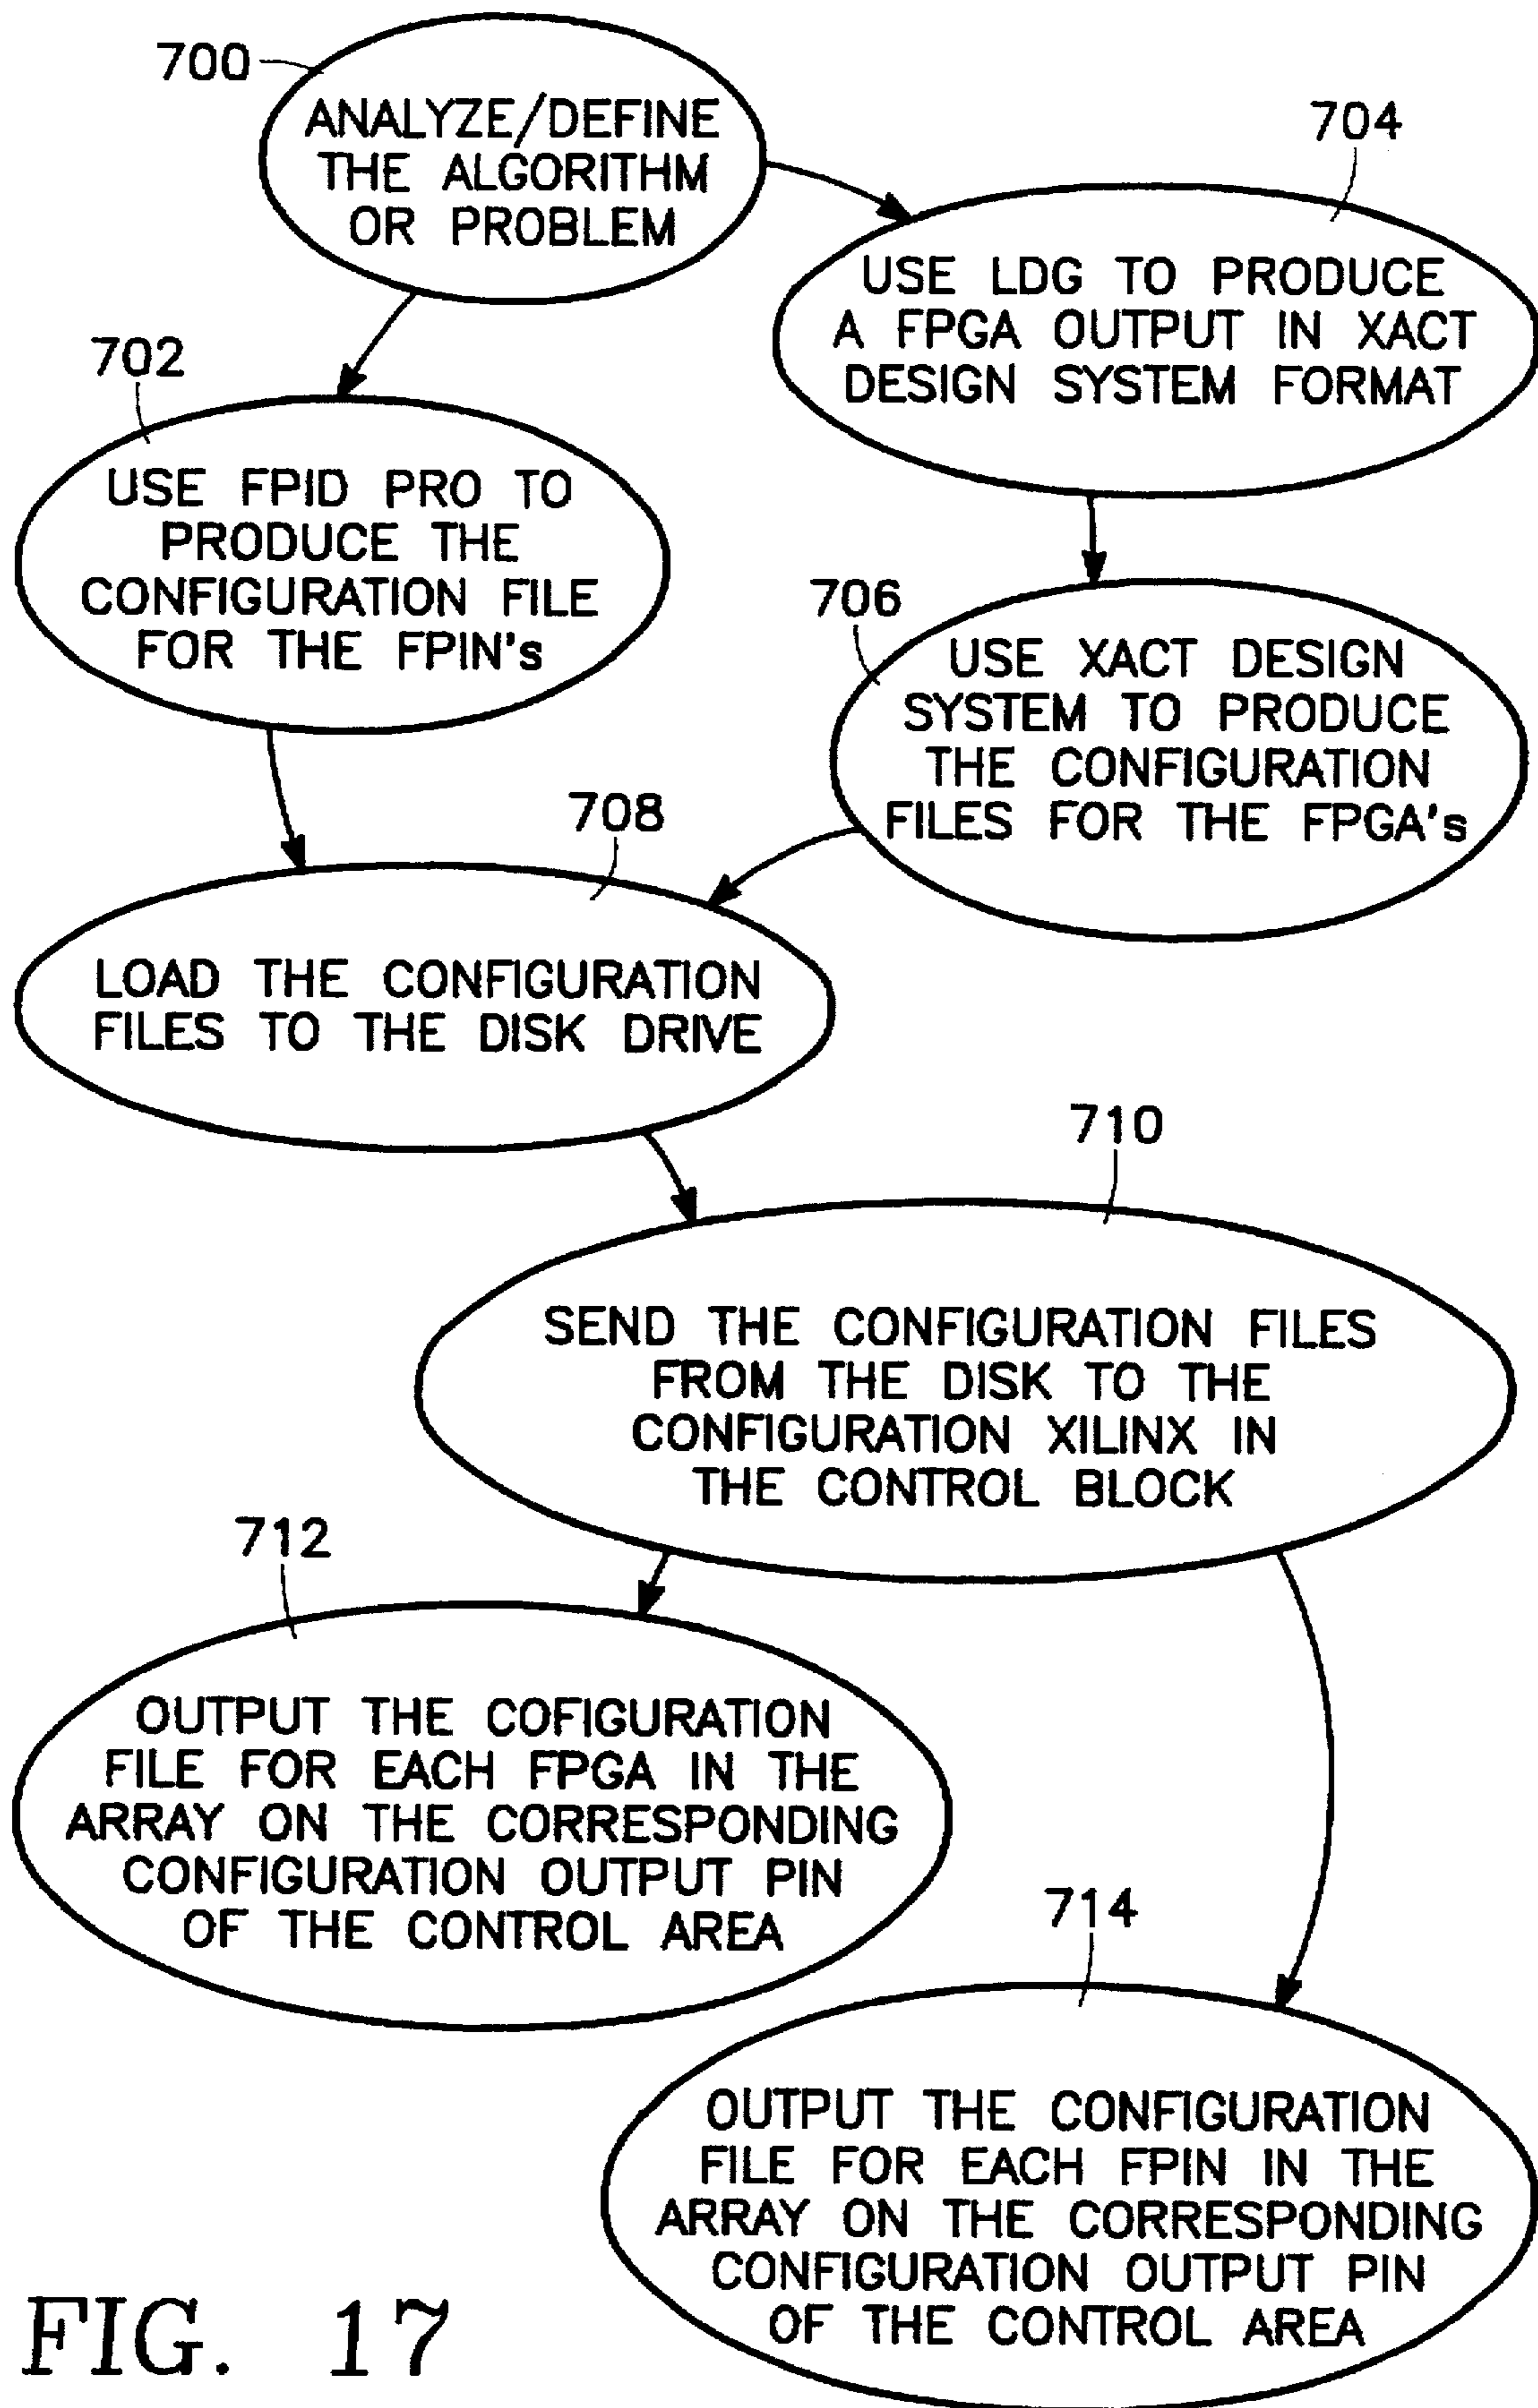 700
ANALYZE/DEFINE
THE ALGORITHM
OR PROBLEM
704
USE LDG TO PRODUCE
A FPGA OUTPUT IN XACT
DESIGN SYSTEM FORMAT
702
USE FPID PRO TO
PRODUCE THE
CONFIGURATION FILE
FOR THE FPIN's
706
USE XACT DESIGN
SYSTEM TO PRODUCE
THE CONFIGURATION
FILES FOR THE FPGA's
708
LOAD THE CONFIGURATION
FILES TO THE DISK DRIVE
710
SEND THE CONFIGURATION FILES
FROM THE DISK TO THE
CONFIGURATION XILINX IN
THE CONTROL BLOCK
712
OUTPUT THE COFIGURATION
FILE FOR EACH FPGA IN THE
ARRAY ON THE CORRESPONDING
CONFIGURATION OUTPUT PIN
OF THE CONTROL AREA
714
OUTPUT THE CONFIGURATION
FILE FOR EACH FPIN IN THE
ARRAY ON THE CORRESPONDING
CONFIGURATION OUTPUT PIN
OF THE CONTROL AREA
FIG. 17